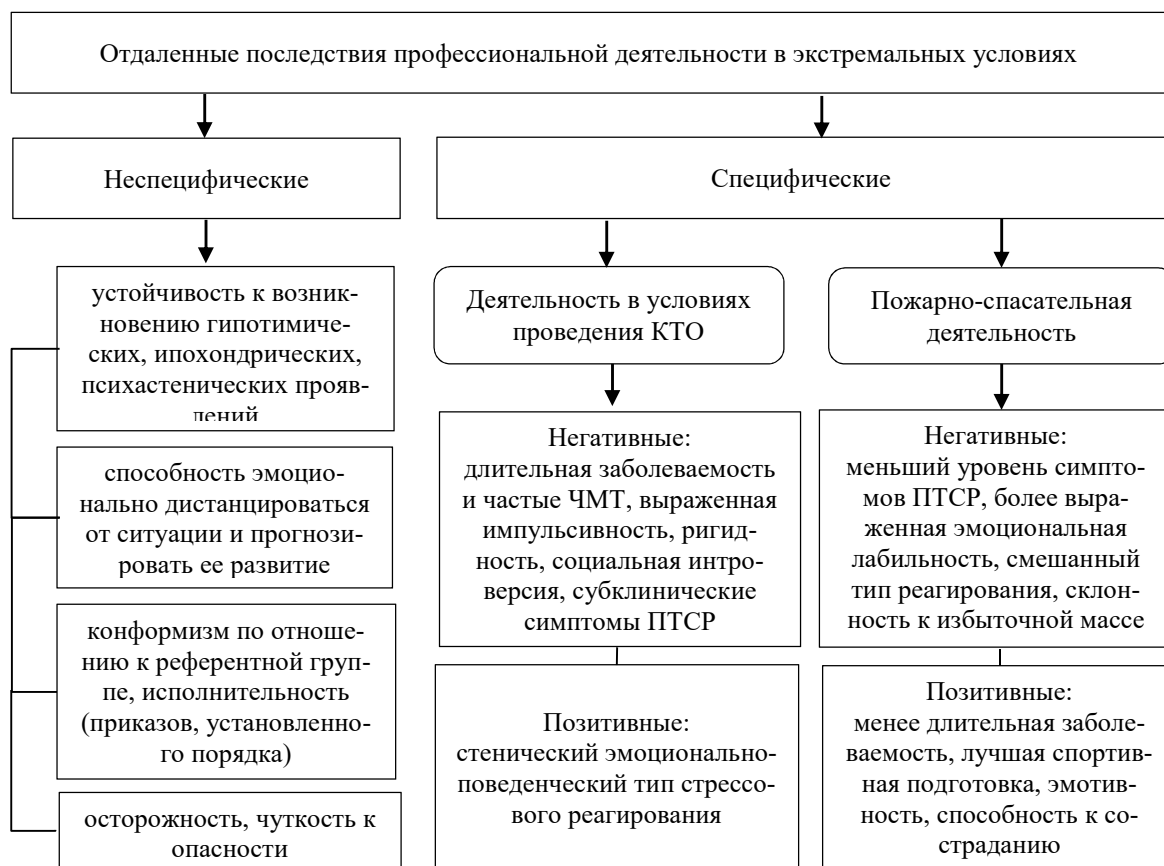 Отдаленные последствия профессиональной деятельности в экстремальных условиях
Неспецифические
Специфические
устойчивость к возник-
новению гипотимиче-
ских, ипохондрических,
психастенических прояв-
лений
способность эмоцио-
нально дистанцироваться
от ситуации и прогнози-
ровать ее развитие
конформизм по отноше-
нию к референтной груп-
пе, исполнительность
(приказов, установленно-
го порядка)
осторожность, чуткость к
опасности
Деятельность в условиях
проведения КТО
Негативные:
длительная заболеваемость
и частые ЧМТ, выраженная
импульсивность, ригид-
ность, социальная интро-
версия, субклинические
симптомы ПТСР
Позитивные:
стенический эмоционально-
поведенческий тип стрессо-
вого реагирования
Пожарно-спасательная
деятельность
Негативные:
меньший уровень симпто-
мов ПТСР, более выра-
женная эмоциональная
лабильность, смешанный
тип реагирования, склон-
ность к избыточной массе
Позитивные:
менее длительная заболе-
ваемость, лучшая спортив-
ная подготовка, эмотив-
ность, способность к со-
страданию